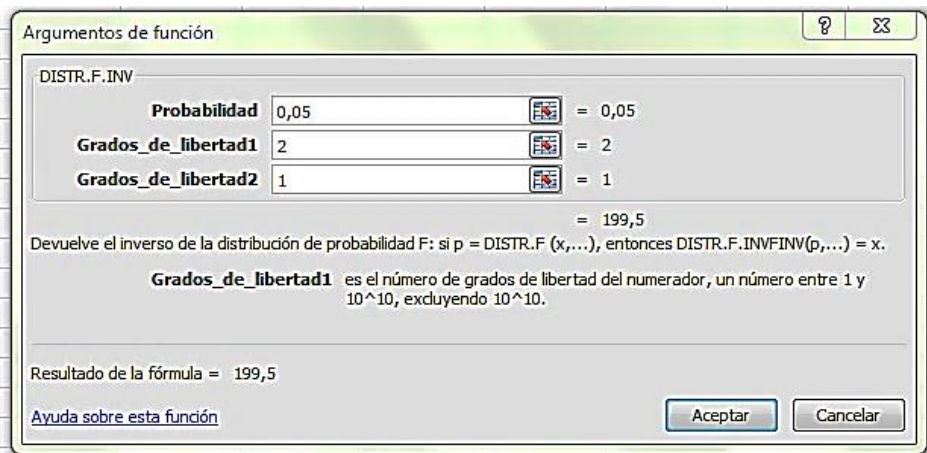 Argumentos de función
?
DISTR.F.INV
Probabilidad 0,05 = 0,05
Grados_de_libertad1 2 = 2
Grados_de_libertad2 1 = 1
= 199,5
Devuelve el inverso de la distribución de probabilidad F: si p = DISTR.F (x,...), entonces DISTR.F.INVFINV(p,...) = x.
Grados_de_libertad1 es el número de grados de libertad del numerador, un número entre 1 y
10^10, excluyendo 10^10.
Resultado de la fórmula = 199,5
Ayuda sobre esta función
Aceptar Cancelar